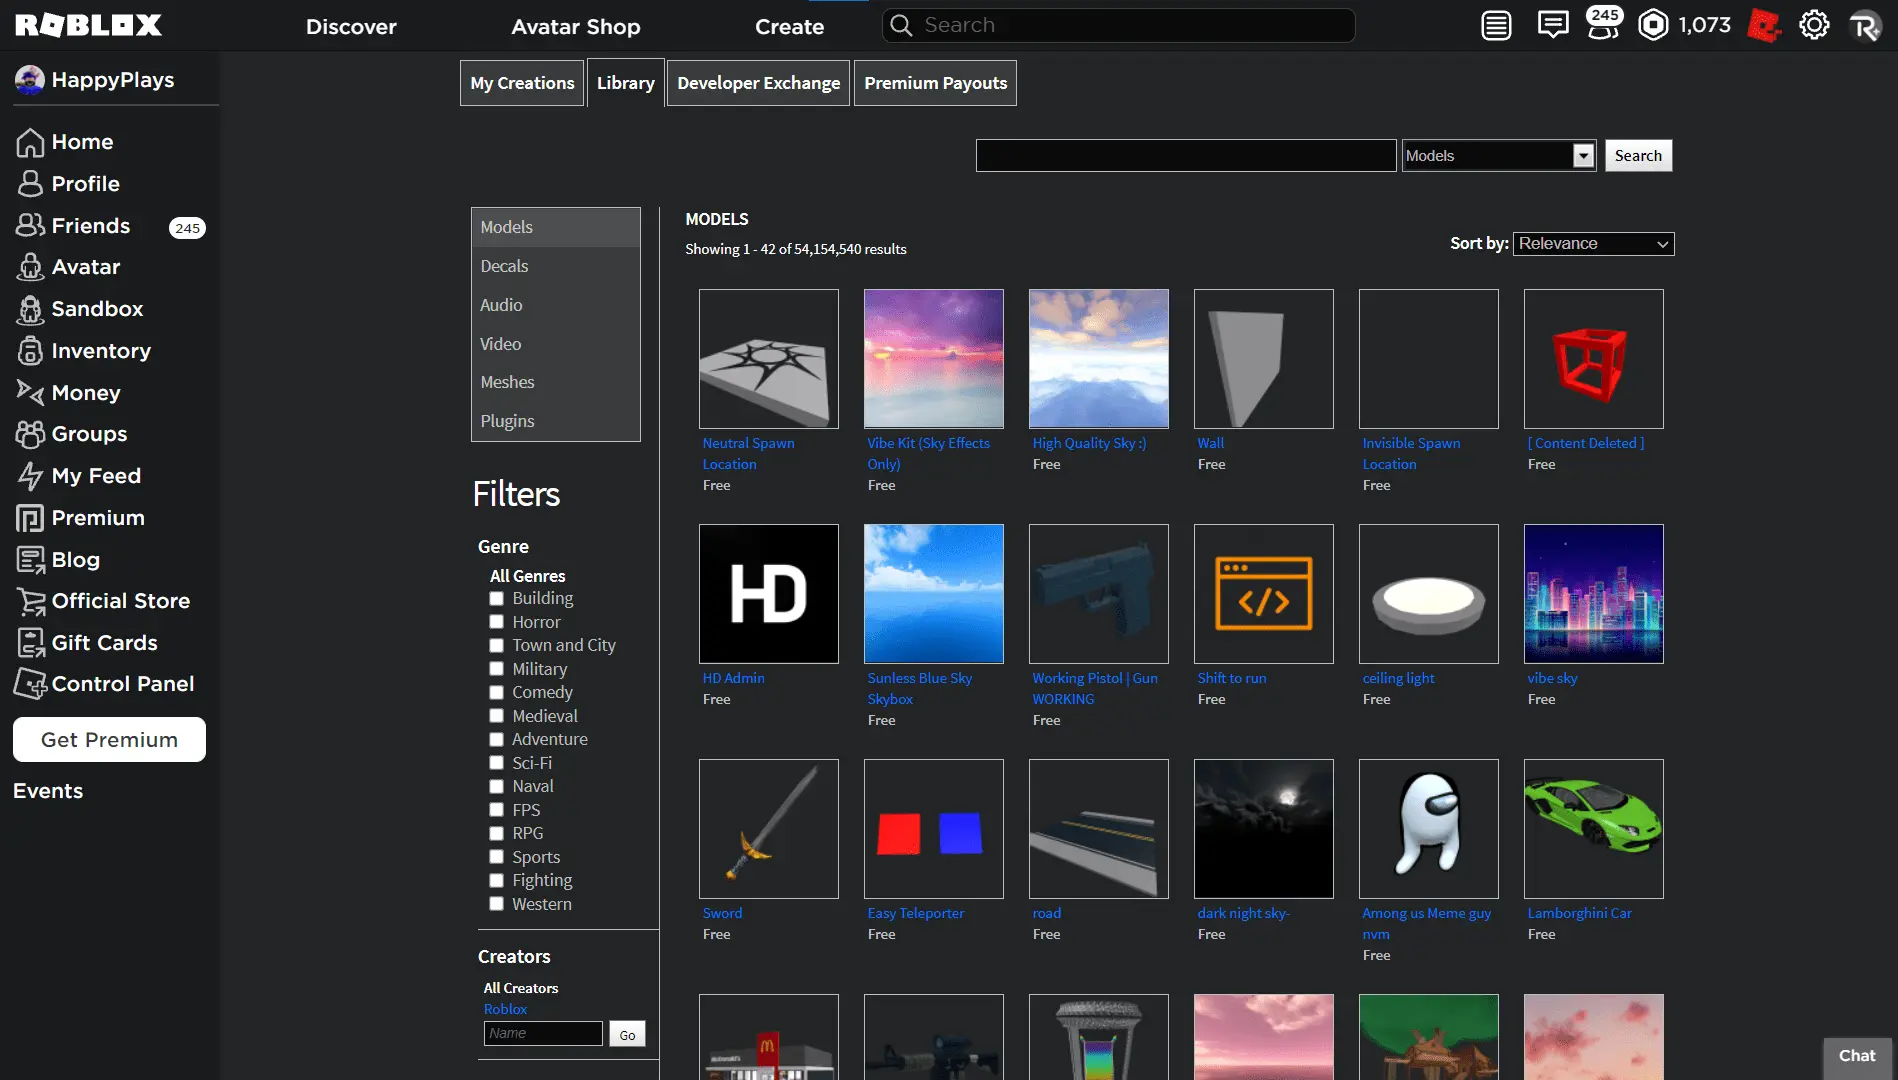 ROBLOX
Discover
Avatar Shop
Create
Search
245
1,073
HappyPlays
Home
Profile
Friends
245
Avatar
Sandbox
Inventory
Money
Groups
My Feed
Premium
Blog
Official Store
Gift Cards
Control Panel
Get Premium
Events
My Creations
Library
Developer Exchange
Premium Payouts
Models
Search
Models
Decals
Audio
Video
Meshes
Plugins
Filters
Genre
All Genres
Building
Horror
Town and City
Military
Comedy
Medieval
Adventure
Sci-Fi
Naval
FPS
RPG
Sports
Fighting
Western
Creators
All Creators
Roblox
Name
Go
MODELS
Showing 1 - 42 of 54,154,540 results
Sort by:
Relevance
Neutral Spawn
Location
Free
Vibe Kit (Sky Effects
Only)
Free
High Quality Sky :)
Free
Wall
Free
Invisible Spawn
Location
Free
[ Content Deleted ]
Free
HD
HD Admin
Free
Sunless Blue Sky
Skybox
Free
Working Pistol | Gun
WORKING
Free
</>
Shift to run
Free
ceiling light
Free
vibe sky
Free
Sword
Free
Easy Teleporter
Free
road
Free
dark night sky-
Free
Among us Meme guy
nvm
Free
Lamborghini Car
Free
McDonald's
Chat